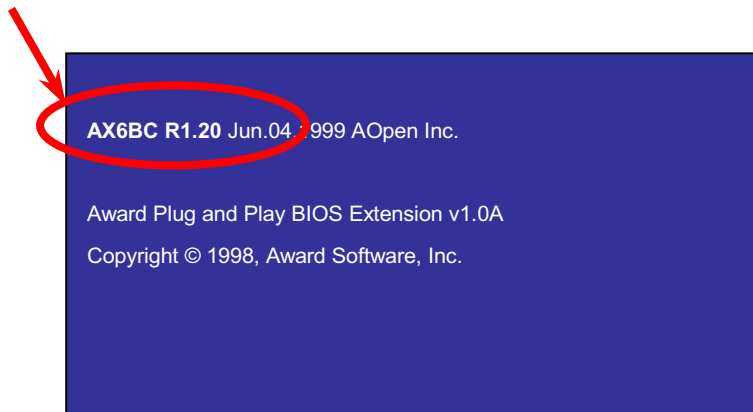 AX6BC R1.20 Jun.04.1999 AOpen Inc.
Award Plug and Play BIOS Extension v1.0A
Copyright © 1998, Award Software, Inc.